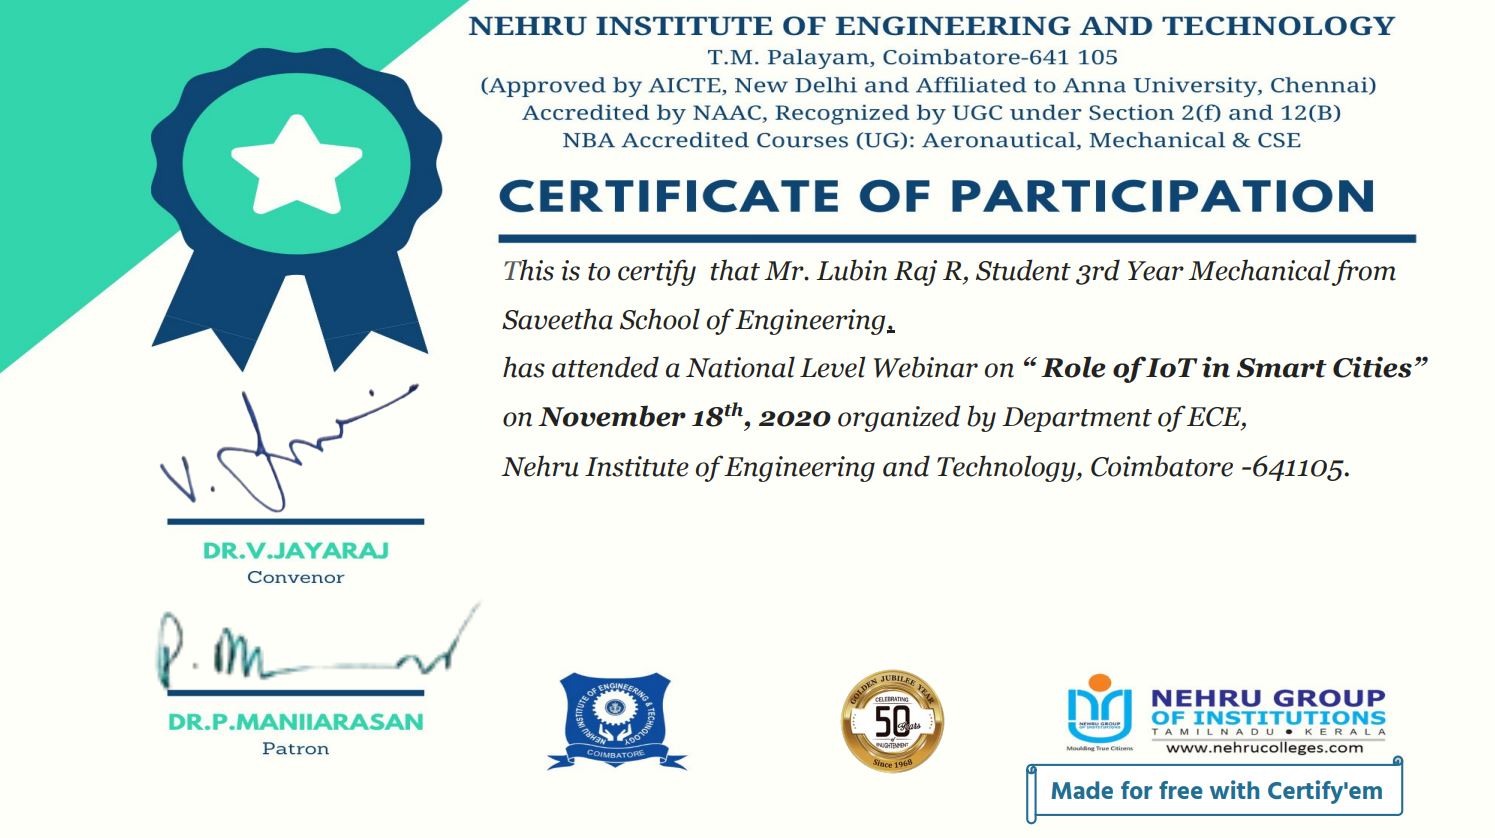 NEHRU INSTITUTE OF ENGINEERING AND TECHNOLOGY
T.M. Palayam, Coimbatore-641 105
(Approved by AICTE, New Delhi and Affiliated to Anna University, Chennai)
Accredited by NAAC, Recognized by UGC under Section 2(f) and 12(B)
NBA Accredited Courses (UG): Aeronautical, Mechanical & CSE
CERTIFICATE OF PARTICIPATION
This is to certify that Mr. Lubin Raj R, Student 3rd Year Mechanical from
Saveetha School of Engineering,
has attended a National Level Webinar on “ Role of IoT in Smart Cities”
on November 18th, 2020 organized by Department of ECE,
Nehru Institute of Engineering and Technology, Coimbatore -641105.
DR.V.JAYARAJ
Convenor
DR.P.MANIIARASAN
Patron
NEHRU INSTITUTE OF ENGINEERING & TECHNOLOGY
COIMBATORE
GOLDEN JUBILEE YEAR
CELEBRATING
50 Years
of
ENLIGHTENMENT
Since 1968
NEHRU GROUP
OF INSTITUTIONS
Moulding True Citizens
NEHRU GROUP
OF INSTITUTIONS
TAMILNADU • KERALA
www.nehrucolleges.com
Made for free with Certify'em